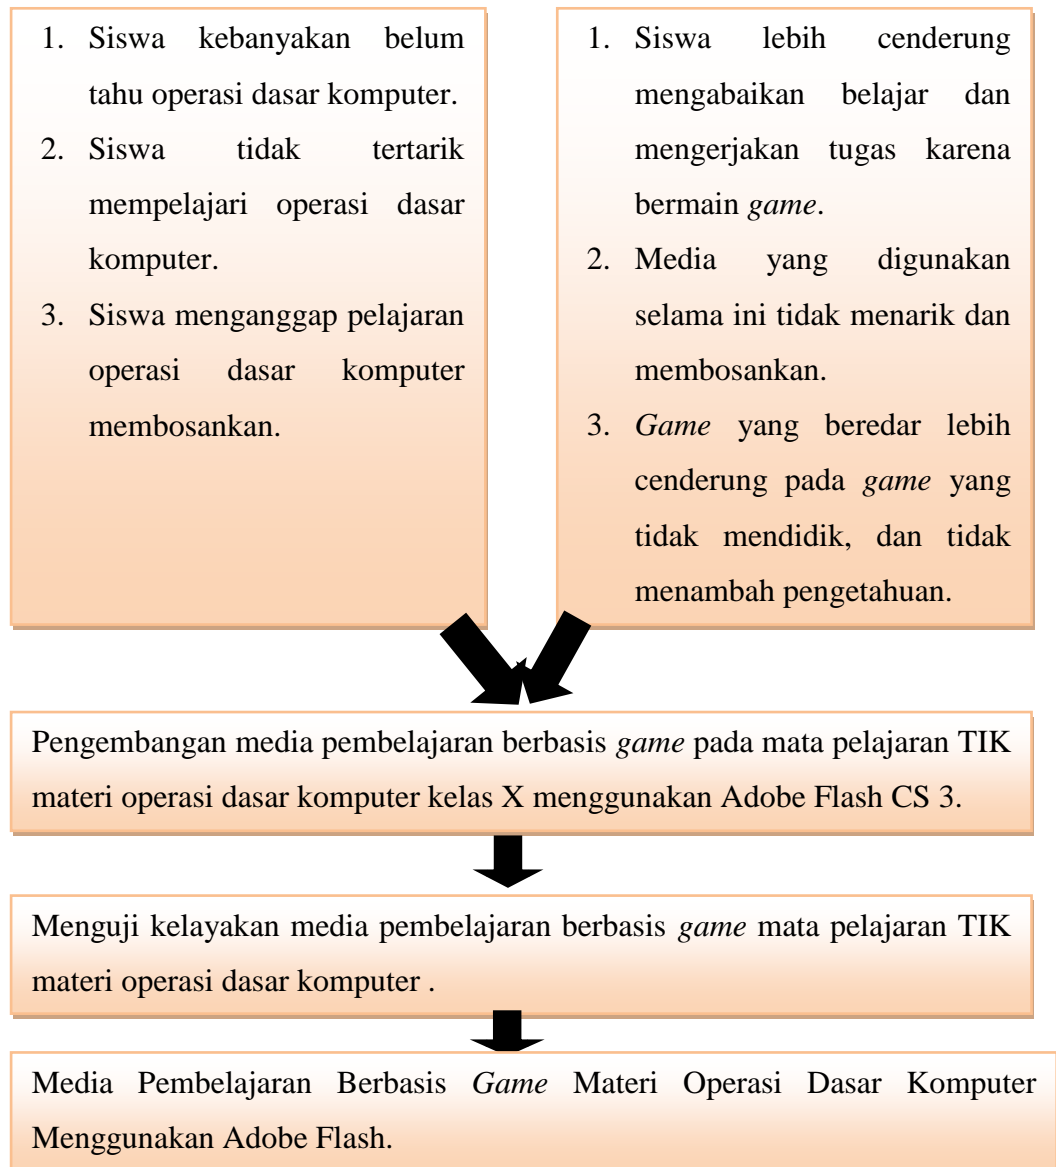 1. Siswa kebanyakan belum
tahu operasi dasar komputer.
2. Siswa tidak tertarik
mempelajari operasi dasar
komputer.
3. Siswa menganggap pelajaran
operasi dasar komputer
membosankan.
1. Siswa lebih cenderung
mengabaikan belajar dan
mengerjakan tugas karena
bermain game.
2. Media yang digunakan
selama ini tidak menarik dan
membosankan.
3. Game yang beredar lebih
cenderung pada game yang
tidak mendidik, dan tidak
menambah pengetahuan.
Pengembangan media pembelajaran berbasis game pada mata pelajaran TIK
materi operasi dasar komputer kelas X menggunakan Adobe Flash CS 3.
Menguji kelayakan media pembelajaran berbasis game mata pelajaran TIK
materi operasi dasar komputer .
Media Pembelajaran Berbasis Game Materi Operasi Dasar Komputer
Menggunakan Adobe Flash.